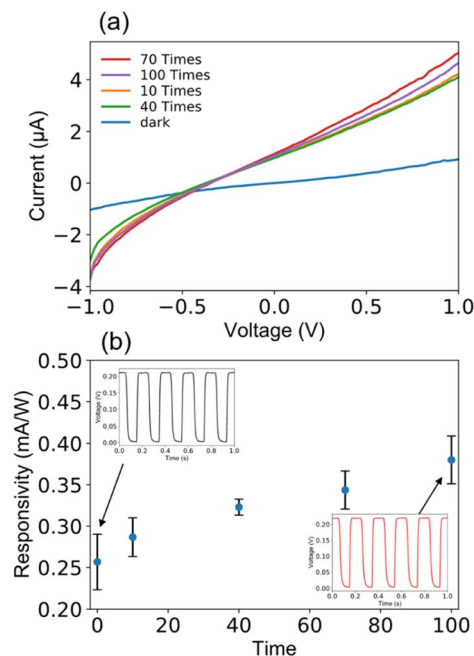 (a)
Current (μA)
4
2
0
−2
−4
70 Times
100 Times
10 Times
40 Times
dark
−1.0 −0.5 0.0 0.5 1.0
Voltage (V)
(b)
Responsivity (mA/W)
0.50
0.45
0.40
0.35
0.30
0.25
0.20
Voltage (V)
0.20
0.15
0.10
0.05
0.00
0.0 0.2 0.4 0.6 0.8 1.0
Time (s)
Voltage (V)
0.20
0.15
0.10
0.05
0.00
0.0 0.2 0.4 0.6 0.8 1.0
Time (s)
0 20 40 60 80 100
Time